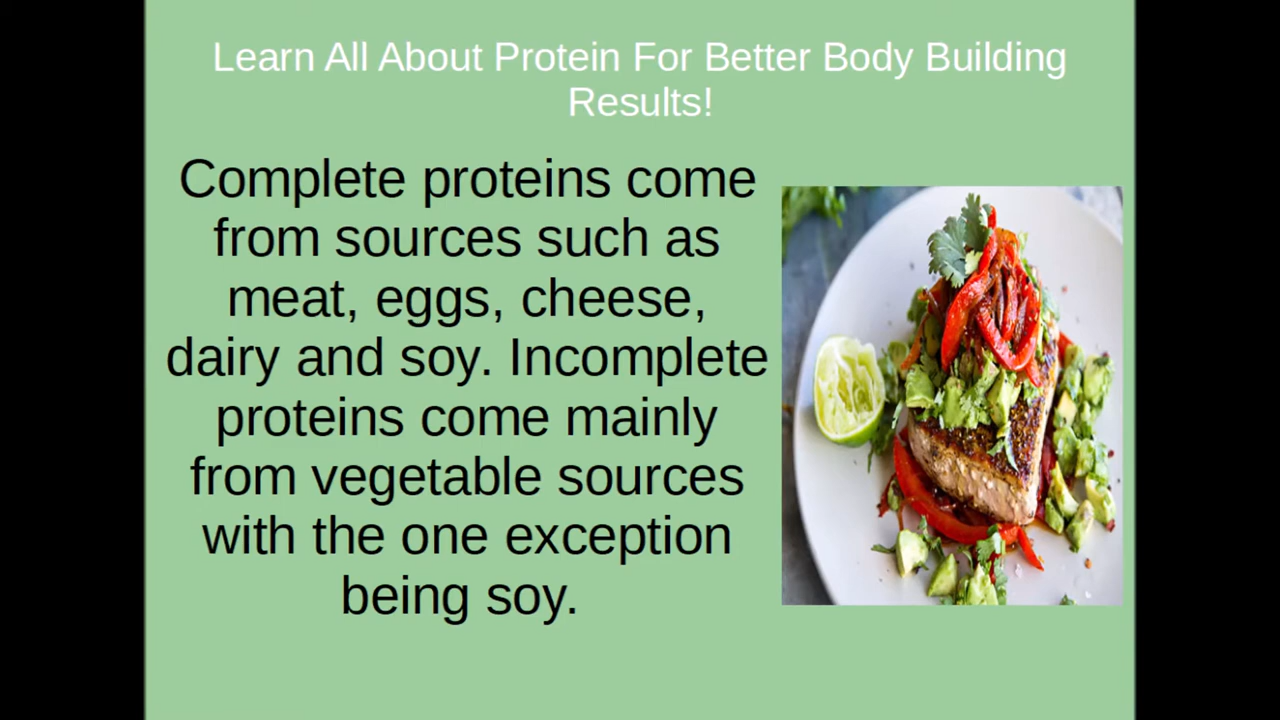 Learn All About Protein For Better Body Building
Results!
Complete proteins come
from sources such as
meat, eggs, cheese,
dairy and soy. Incomplete
proteins come mainly
from vegetable sources
with the one exception
being soy.